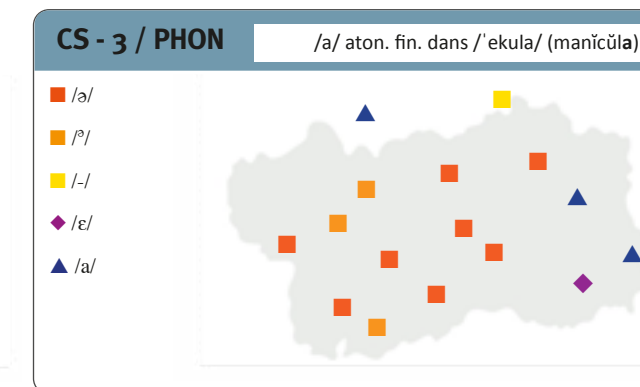 CS - 3 / PHON
/a/ aton. fin. dans /ˈekula/ (manĭcŭla)
/ə/
/ᵊ/
/-/
/ɛ/
/a/